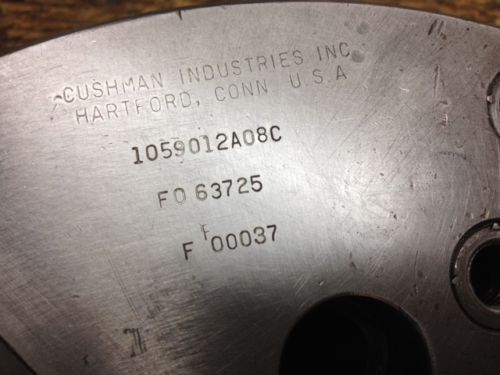 CUSHMAN INDUSTRIES INC
HARTFORD, CONN U.S.A
1059012A08C
FO 63725
F F 00037